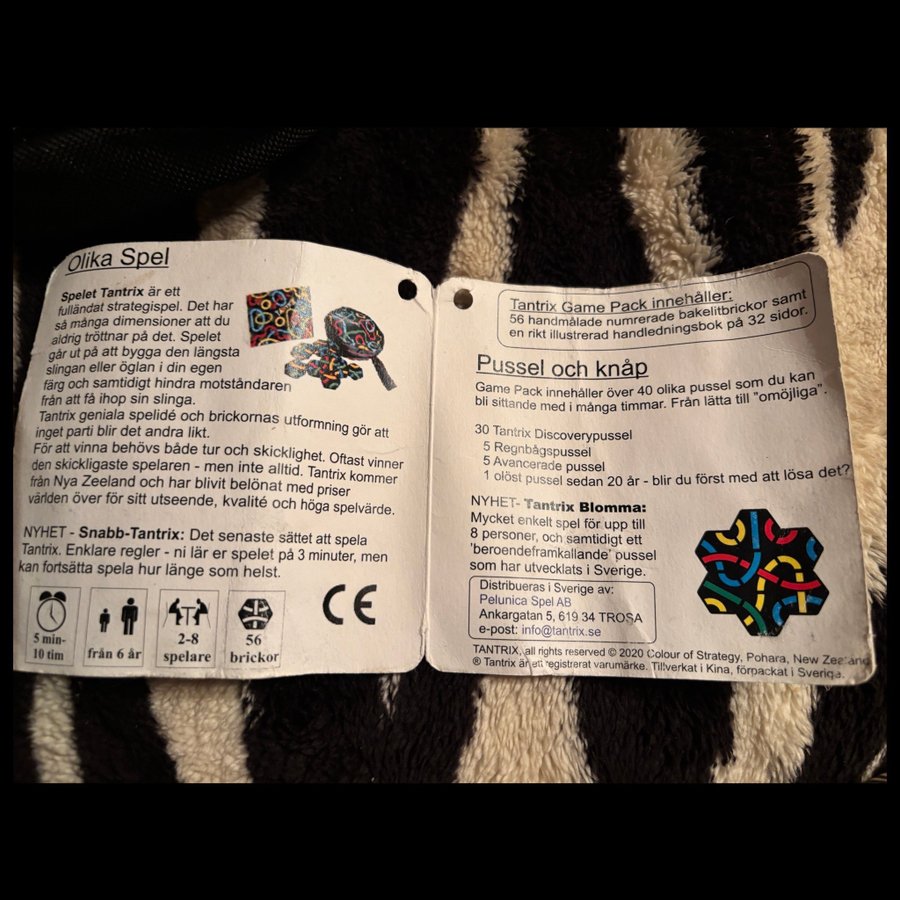 Olika Spel
Spelet Tantrix är ett
fulländat strategispel. Det har
så många dimensioner att du
aldrig tröttnar på det. Spelet
går ut på att bygga den längsta
slingan eller öglan i din egen
färg och samtidigt hindra motståndaren
från att få ihop sin slinga.
Tantrix geniala spelidé och brickornas utformning gör att
inget parti blir det andra likt.
För att vinna behövs både tur och skicklighet. Oftast vinner
den skickligaste spelaren - men inte alltid. Tantrix kommer
från Nya Zeeland och har blivit belönat med priser
världen över för sitt utseende, kvalité och höga spelvärde.
NYHET - Snabb-Tantrix: Det senaste sättet att spela
Tantrix. Enklare regler - ni lär er spelet på 3 minuter, men
kan fortsätta spela hur länge som helst.
5 min-
10 tim
från 6 år
2-8
spelare
56
brickor
CE
Tantrix Game Pack innehåller:
56 handmålade numrerade bakelitbrickor samt
en rikt illustrerad handledningsbok på 32 sidor.
Pussel och knåp
Game Pack innehåller över 40 olika pussel som du kan
bli sittande med i många timmar. Från lätta till "omöjliga".
30 Tantrix Discoverypussel
5 Regnbågspussel
5 Avancerade pussel
1 olöst pussel sedan 20 år - blir du först med att lösa det?
NYHET- Tantrix Blomma:
Mycket enkelt spel för upp till
8 personer, och samtidigt ett
'beroendeframkallande' pussel
som har utvecklats i Sverige.
Distribueras i Sverige av:
Pelunica Spel AB
Ankargatan 5, 619 34 TROSA
e-post: info@tantrix.se
TANTRIX, all rights reserved © 2020 Colour of Strategy, Pohara, New Zealand
® Tantrix är ett registrerat varumärke. Tillverkat i Kina, förpackat i Sverige.